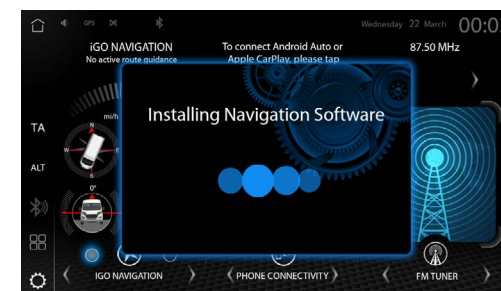 GPS
Wednesday 22 March 00:0
iGO NAVIGATION
No active route guidance
To connect Android Auto or
Apple CarPlay, please tap
87.50 MHz
Installing Navigation Software
mi/h
TA
N
W
E
S
ALT
0°
IGO NAVIGATION
PHONE CONNECTIVITY
FM TUNER